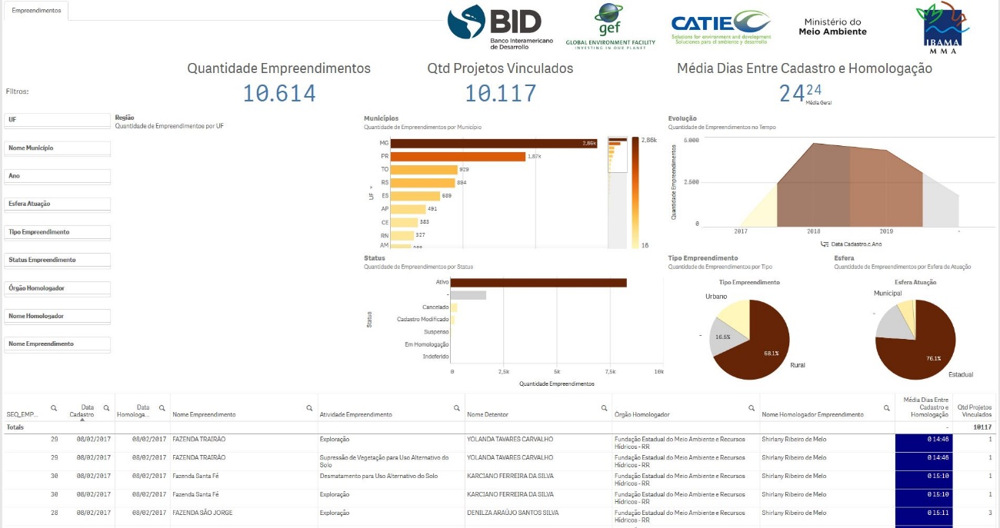 Empreendimentos
BID
Banco Interamericano
de Desarrollo
gef
GLOBAL ENVIRONMENT FACILITY
INVESTING IN OUR PLANET
CATIE
Solutions for environment and development
Soluciones para el ambiente y desarrollo
Ministério do
Meio Ambiente
IBAMA
MMA
Quantidade Empreendimentos
10.614
Qtd Projetos Vinculados
10.117
Média Dias Entre Cadastro e Homologação
24 24
Média Geral
Filtros:
UF
Nome Município
Ano
Esfera Atuação
Tipo Empreendimento
Status Empreendimento
Órgão Homologador
Nome Homologador
Nome Empreendimento
Região
Quantidade de Empreendimentos por UF
Municípios
Quantidade de Empreendimentos por Município
UF
MG 2,86k
PR 1,87k
TO 929
RS 894
ES 689
AP 491
CE 383
RN 327
AM
2,86k
16
Evolução
Quantidade de Empreendimentos no Tempo
Quantidade Empreendimentos
5.000
2.500
0
2017 2018 2019 -
Data Cadastro.c.Ano
Status
Quantidade de Empreendimentos por Status
Status
Ativo
-
Cancelado
Cadastro Modificado
Suspenso
Em Homologação
Indeferido
0 2,5k 5k 7,5k 10k
Quantidade Empreendimentos
Tipo Empreendimento
Quantidade de Empreendimentos por Tipo
Tipo Empreendimento
Urbano
-
16.5%
68.1%
Rural
Esfera
Quantidade de Empreendimentos por Esfera de Atuação
Esfera Atuação
Municipal
-
76.1%
Estadual
SEQ_EMP... Data Cadastro Data Homologa... Nome Empreendimento Atividade Empreendimento Nome Detentor Órgão Homologador Nome Homologador Empreendimento Média Dias Entre Cadastro e Homologação Qtd Projetos Vinculados
Totais - 10117
29 08/02/2017 08/02/2017 FAZENDA TRAIRÃO Exploração YOLANDA TAVARES CARVALHO Fundação Estadual do Meio Ambiente e Recursos Hídricos - RR Shirlany Ribeiro de Melo 0 14:46 1
29 08/02/2017 08/02/2017 FAZENDA TRAIRÃO Supressão de Vegetação para Uso Alternativo do Solo YOLANDA TAVARES CARVALHO Fundação Estadual do Meio Ambiente e Recursos Hídricos - RR Shirlany Ribeiro de Melo 0 14:46 1
30 08/02/2017 08/02/2017 Fazenda Santa Fé Desmatamento para Uso Alternativo do Solo KARCIANO FERREIRA DA SILVA Fundação Estadual do Meio Ambiente e Recursos Hídricos - RR Shirlany Ribeiro de Melo 0 15:10 1
30 08/02/2017 08/02/2017 Fazenda Santa Fé Exploração KARCIANO FERREIRA DA SILVA Fundação Estadual do Meio Ambiente e Recursos Hídricos - RR Shirlany Ribeiro de Melo 0 15:10 1
28 08/02/2017 08/02/2017 FAZENDA SÃO JORGE Exploração DENILZA ARAÚJO SANTOS SILVA Fundação Estadual do Meio Ambiente e Recursos Hídricos - RR Shirlany Ribeiro de Melo 0 15:11 3